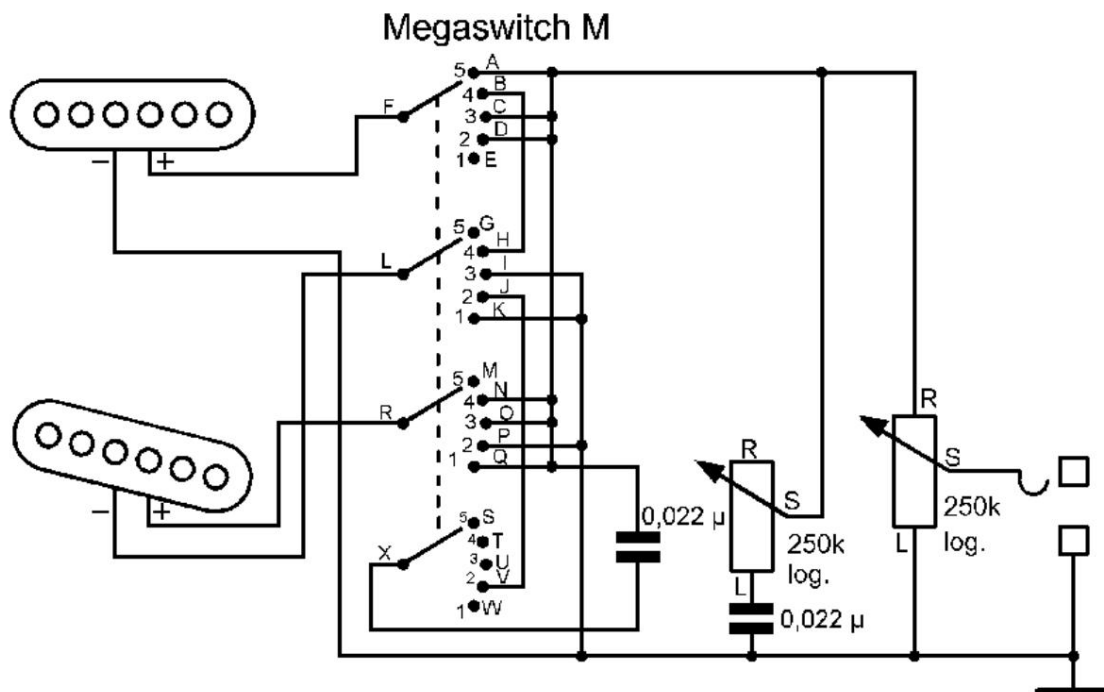 Megaswitch M
5 A
4 B
F
3 C
2 D
1 E
− +
5 G
4 H
L
3 I
2 J
1 K
5 M
4 N
R
3 O
2 P
1 Q
− +
5 S
4 T
X
3 U
2 V
1 W
0,022 µ
R
S
250k
log.
L
0,022 µ
R
S
250k
log.
L